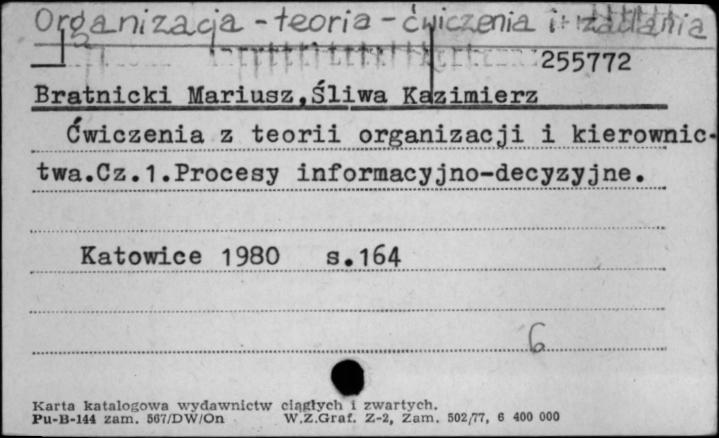 Organizacja - teoria - ćwiczenia i zadania
255772
Bratnicki Mariusz,Śliwa Kazimierz
Ćwiczenia z teorii organizacji i kierownic-
twa.Cz.1.Procesy informacyjno-decyzyjne.
Katowice 1980 s.164
6
Karta katalogowa wydawnictw ciągłych i zwartych.
Pu-B-144 zam. 567/DW/On W.Z.Graf. Z-2, Zam. 502/77, 6 400 000